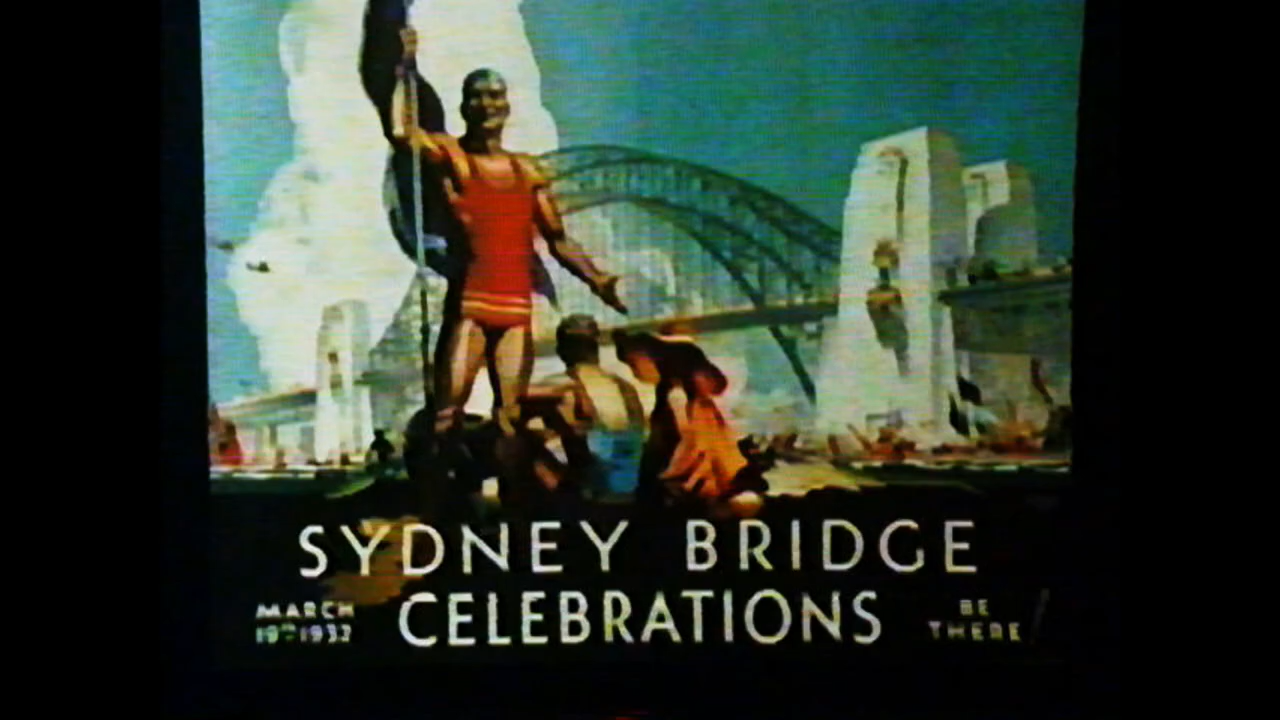 SYDNEY BRIDGE
CELEBRATIONS
MARCH
19TH 1932
BE
THERE